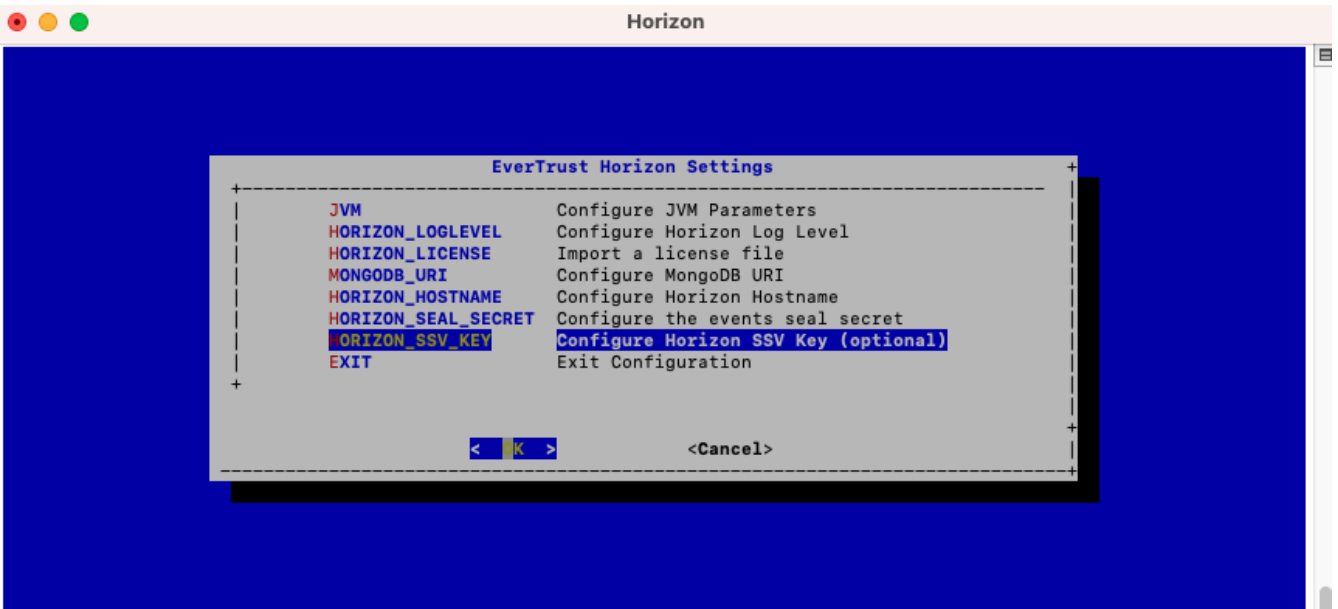 Horizon
EverTrust Horizon Settings
JVM Configure JVM Parameters
HORIZON_LOGLEVEL Configure Horizon Log Level
HORIZON_LICENSE Import a license file
MONGODB_URI Configure MongoDB URI
HORIZON_HOSTNAME Configure Horizon Hostname
HORIZON_SEAL_SECRET Configure the events seal secret
HORIZON_SSV_KEY Configure Horizon SSV Key (optional)
EXIT Exit Configuration
< OK > <Cancel>